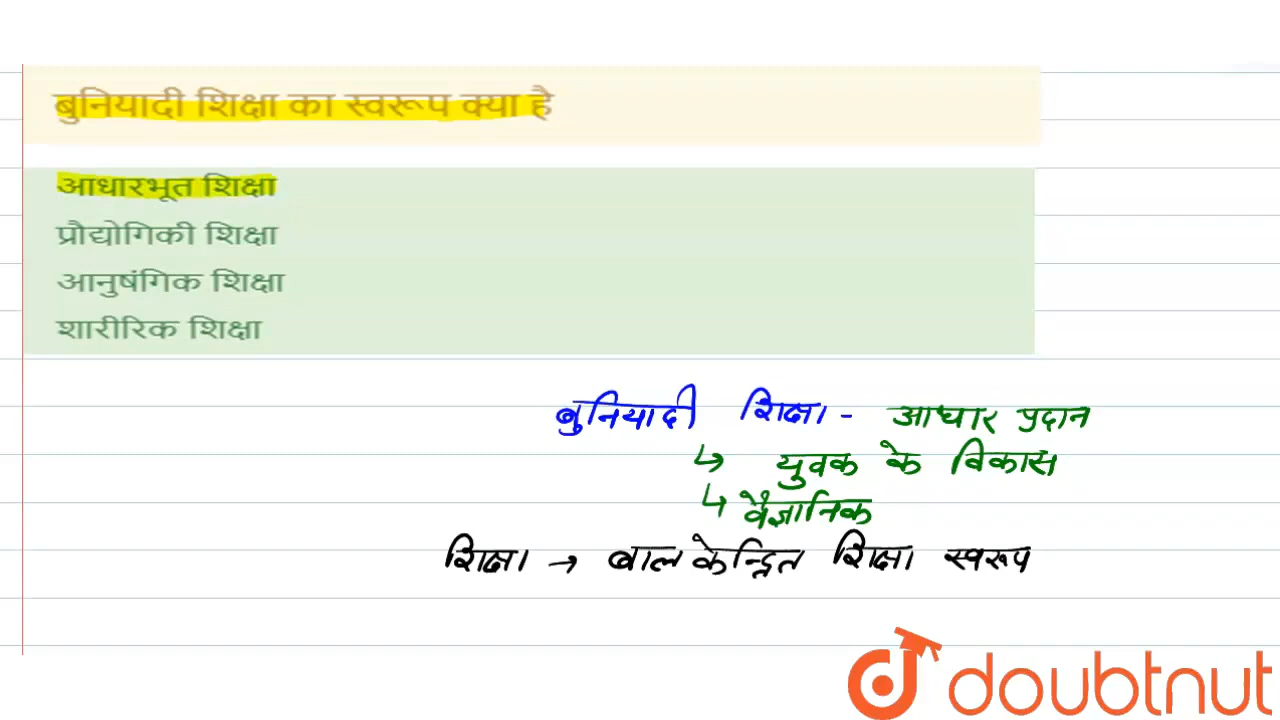 बुनियादी शिक्षा का स्वरूप क्या है
आधारभूत शिक्षा
प्रौद्योगिकी शिक्षा
आनुषंगिक शिक्षा
शारीरिक शिक्षा
बुनियादी शिक्षा - आधार प्रदान
↳ युवक के विकास
↳ वैज्ञानिक
शिक्षा → बाल केन्द्रित शिक्षा स्वरूप
doubtnut